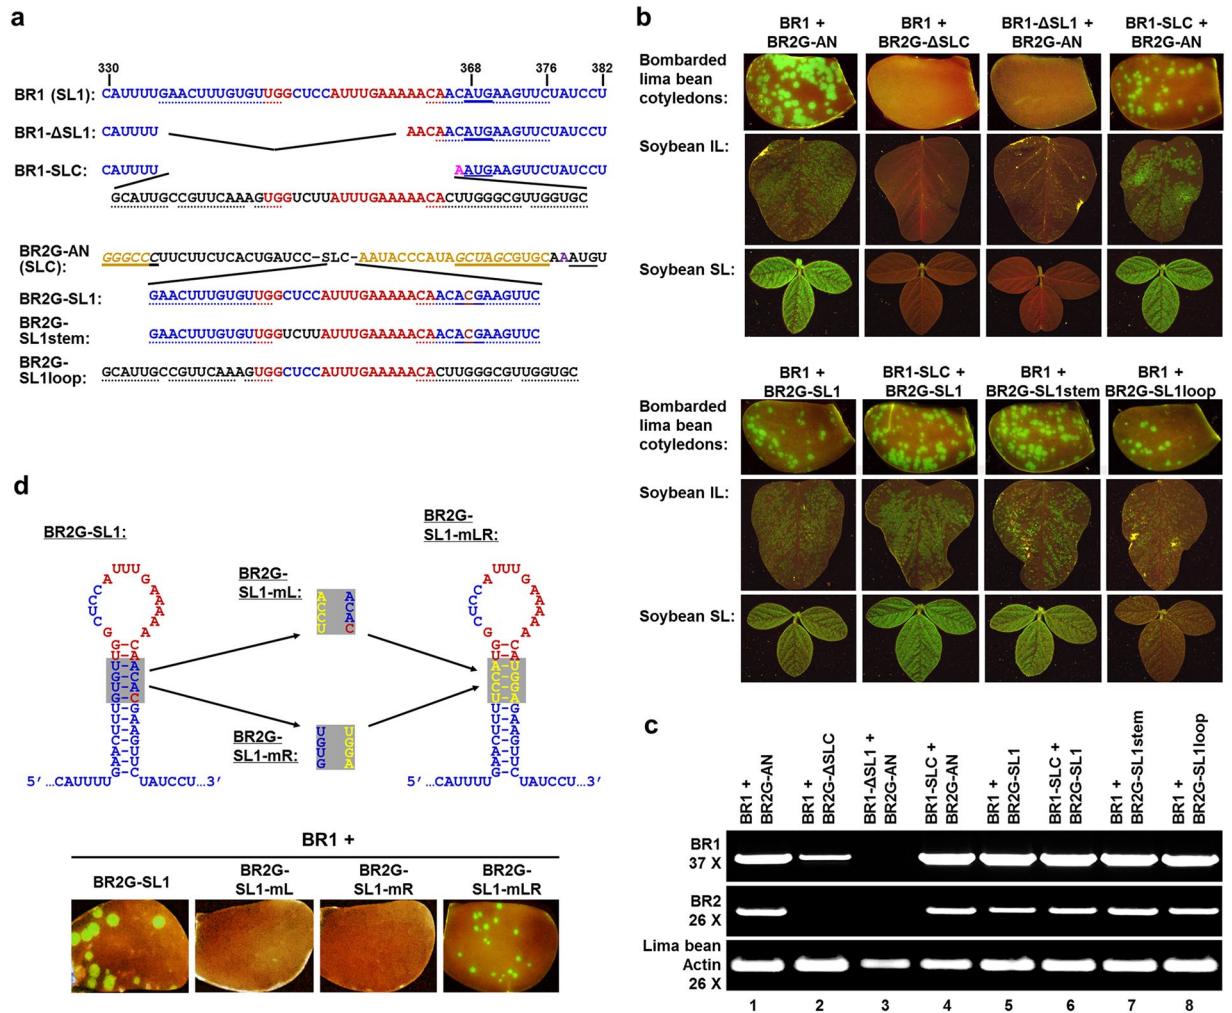 a
330 368 376 382
BR1 (SL1): CAUUUUGAACUUUGUGUUGGCUCCAUUUGAAAAACAACAUGAAGUUCUAUCCU
BR1-ΔSL1: CAUUUU AACAACAUGAAGUUCUAUCCU
BR1-SLC: CAUUUU AAUGAAGUUCUAUCCU
GCAUUGCCGUUCAAAGUGGUCUUAUUUGAAAAACACUUGGGCGUUGGUGC
BR2G-AN GGGCCCUUCUUCUCACUGAUCC-SLC-AAUACCCAUAGCUAGCGUGCAAAUGU
(SLC):
BR2G-SL1: GAACUUUGUGUUGGCUCCAUUUGAAAAACAACACGAAGUUC
BR2G-
SL1stem: GAACUUUGUGUUGGUCUUAUUUGAAAAACAACACGAAGUUC
BR2G-
SL1loop: GCAUUGCCGUUCAAAGUGGCUCCAUUUGAAAAACACUUGGGCGUUGGUGC
b
BR1 + BR1 + BR1-ΔSL1 + BR1-SLC +
BR2G-AN BR2G-ΔSLC BR2G-AN BR2G-AN
Bombarded
lima bean
cotyledons:
Soybean IL:
Soybean SL:
BR1 + BR1-SLC + BR1 + BR1 +
BR2G-SL1 BR2G-SL1 BR2G-SL1stem BR2G-SL1loop
Bombarded
lima bean
cotyledons:
Soybean IL:
Soybean SL:
c
BR1 +
BR2G-AN
BR1 +
BR2G-ΔSLC
BR1-ΔSL1 +
BR2G-AN
BR1-SLC +
BR2G-AN
BR1 +
BR2G-SL1
BR1-SLC +
BR2G-SL1
BR1 +
BR2G-SL1stem
BR1 +
BR2G-SL1loop
BR1
37 X
BR2
26 X
Lima bean
Actin
26 X
1 2 3 4 5 6 7 8
d
BR2G-SL1:
BR2G-
SL1-mL:
BR2G-
SL1-mR:
BR2G-
SL1-mLR:
GAACUUUGUGUUGGCUCCAUUUGAAAAACAACACGAAGUUC
5′ …CAUUUU UAUCCU…3′
ACCU ACAC
UGUG UGGA
GAACUUUUCCAUGGCUCCAUUUGAAAAACAUGGAGAAGUUC
CAUUUU UAUCCU…3′
BR1 +
BR2G-SL1
BR2G-
SL1-mL
BR2G-
SL1-mR
BR2G-
SL1-mLR